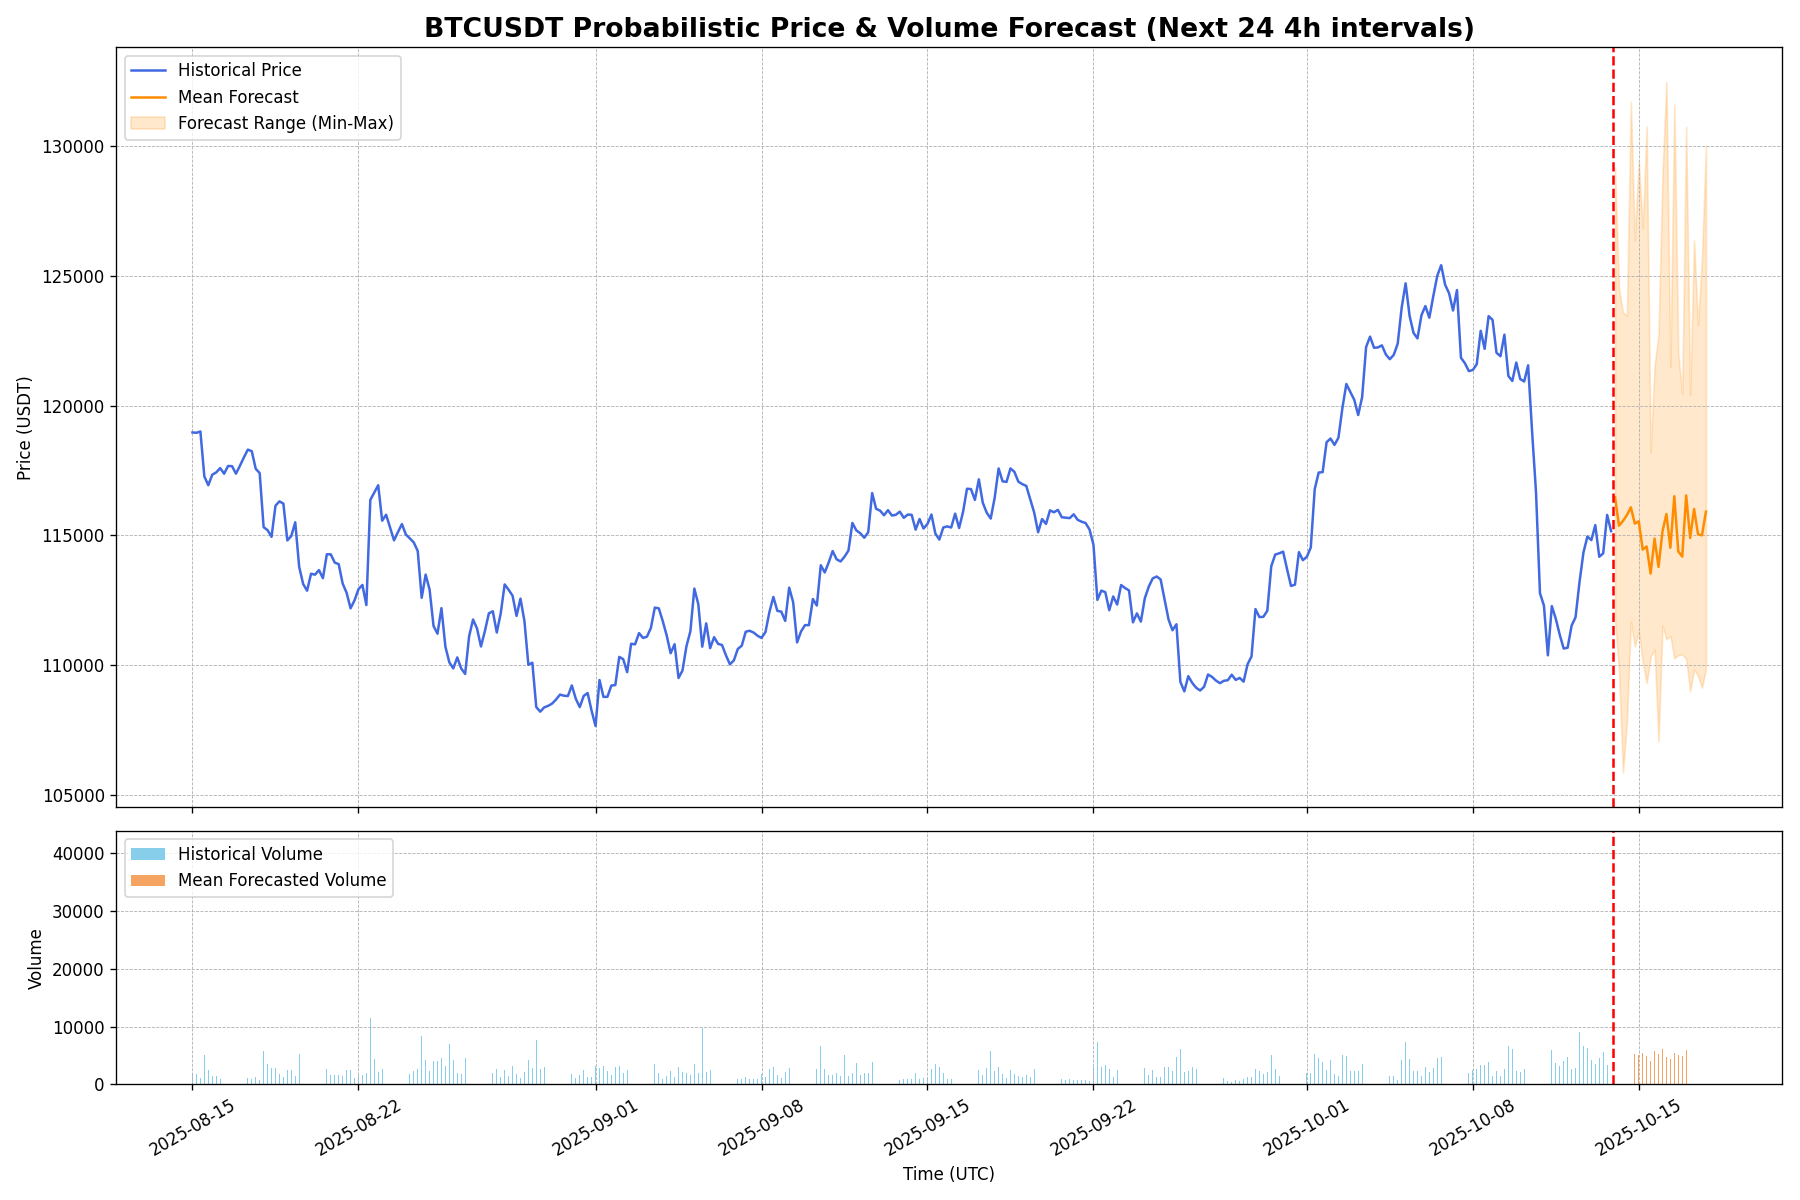 BTCUSDT Probabilistic Price & Volume Forecast (Next 24 4h intervals)
Historical Price
Mean Forecast
Forecast Range (Min-Max)
130000
125000
120000
115000
110000
105000
Price (USDT)
Historical Volume
Mean Forecasted Volume
40000
30000
20000
10000
0
Volume
2025-08-15
2025-08-22
2025-09-01
2025-09-08
2025-09-15
2025-09-22
2025-10-01
2025-10-08
2025-10-15
Time (UTC)